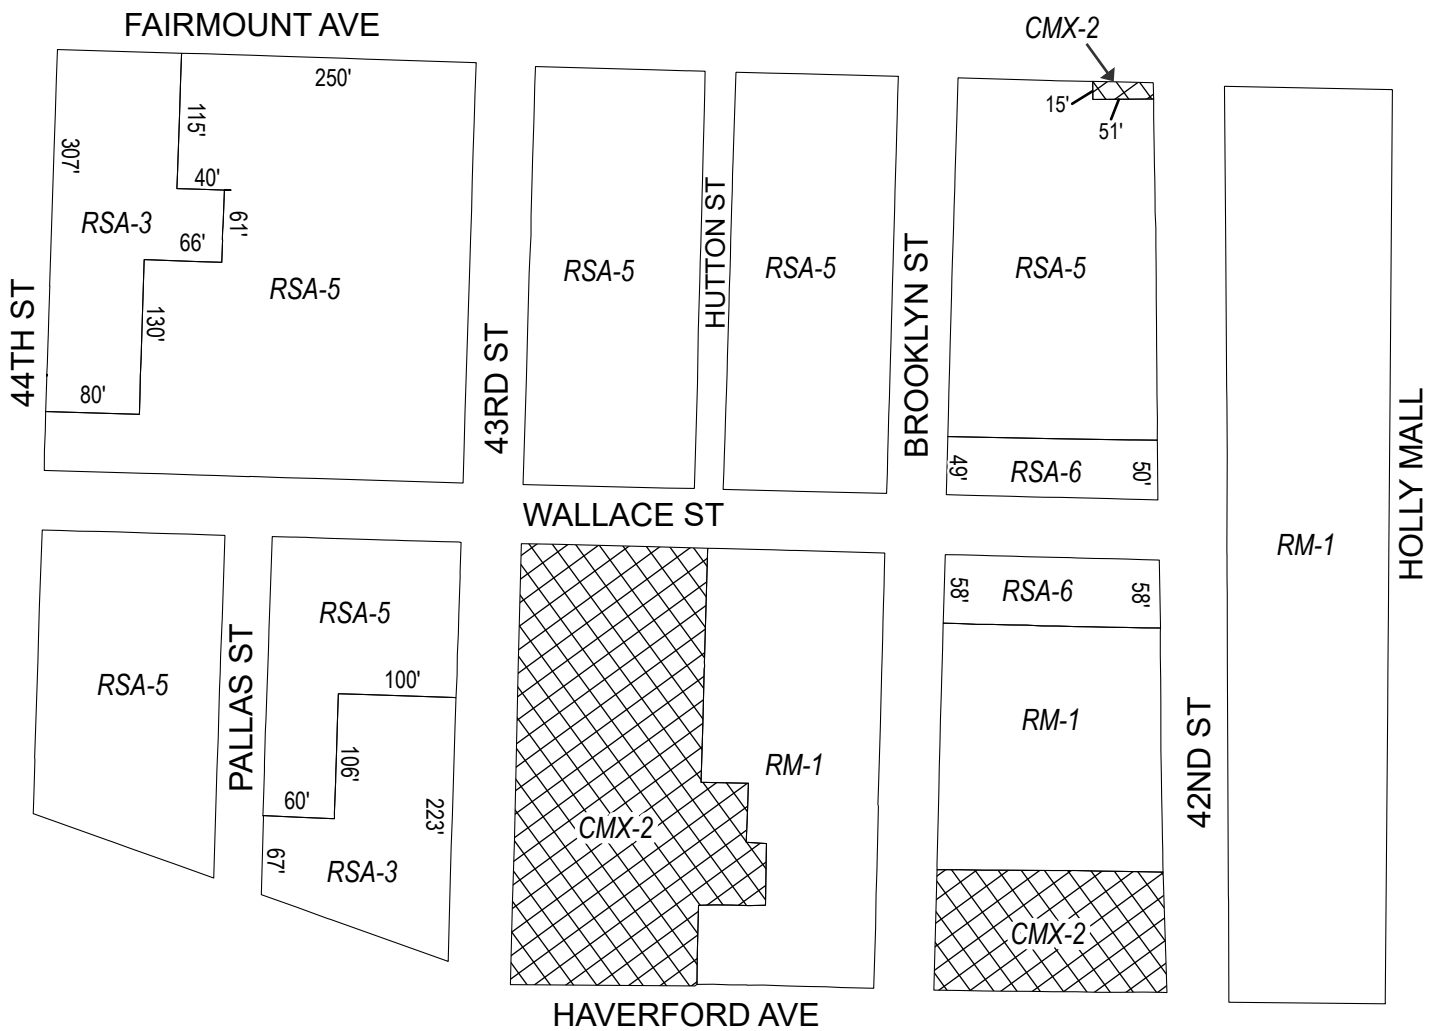 FAIRMOUNT AVE
CMX-2
250'
115'
15'
51'
307'
40'
RSA-3
61'
66'
RSA-5
RSA-5
HUTTON ST
RSA-5
BROOKLYN ST
RSA-5
44TH ST
130'
80'
43RD ST
49'
RSA-6
50'
HOLLY MALL
WALLACE ST
RM-1
RSA-5
PALLAS ST
RSA-5
100'
106'
60'
223'
67'
RSA-3
CMX-2
RM-1
58'
RSA-6
58'
RM-1
42ND ST
CMX-2
HAVERFORD AVE